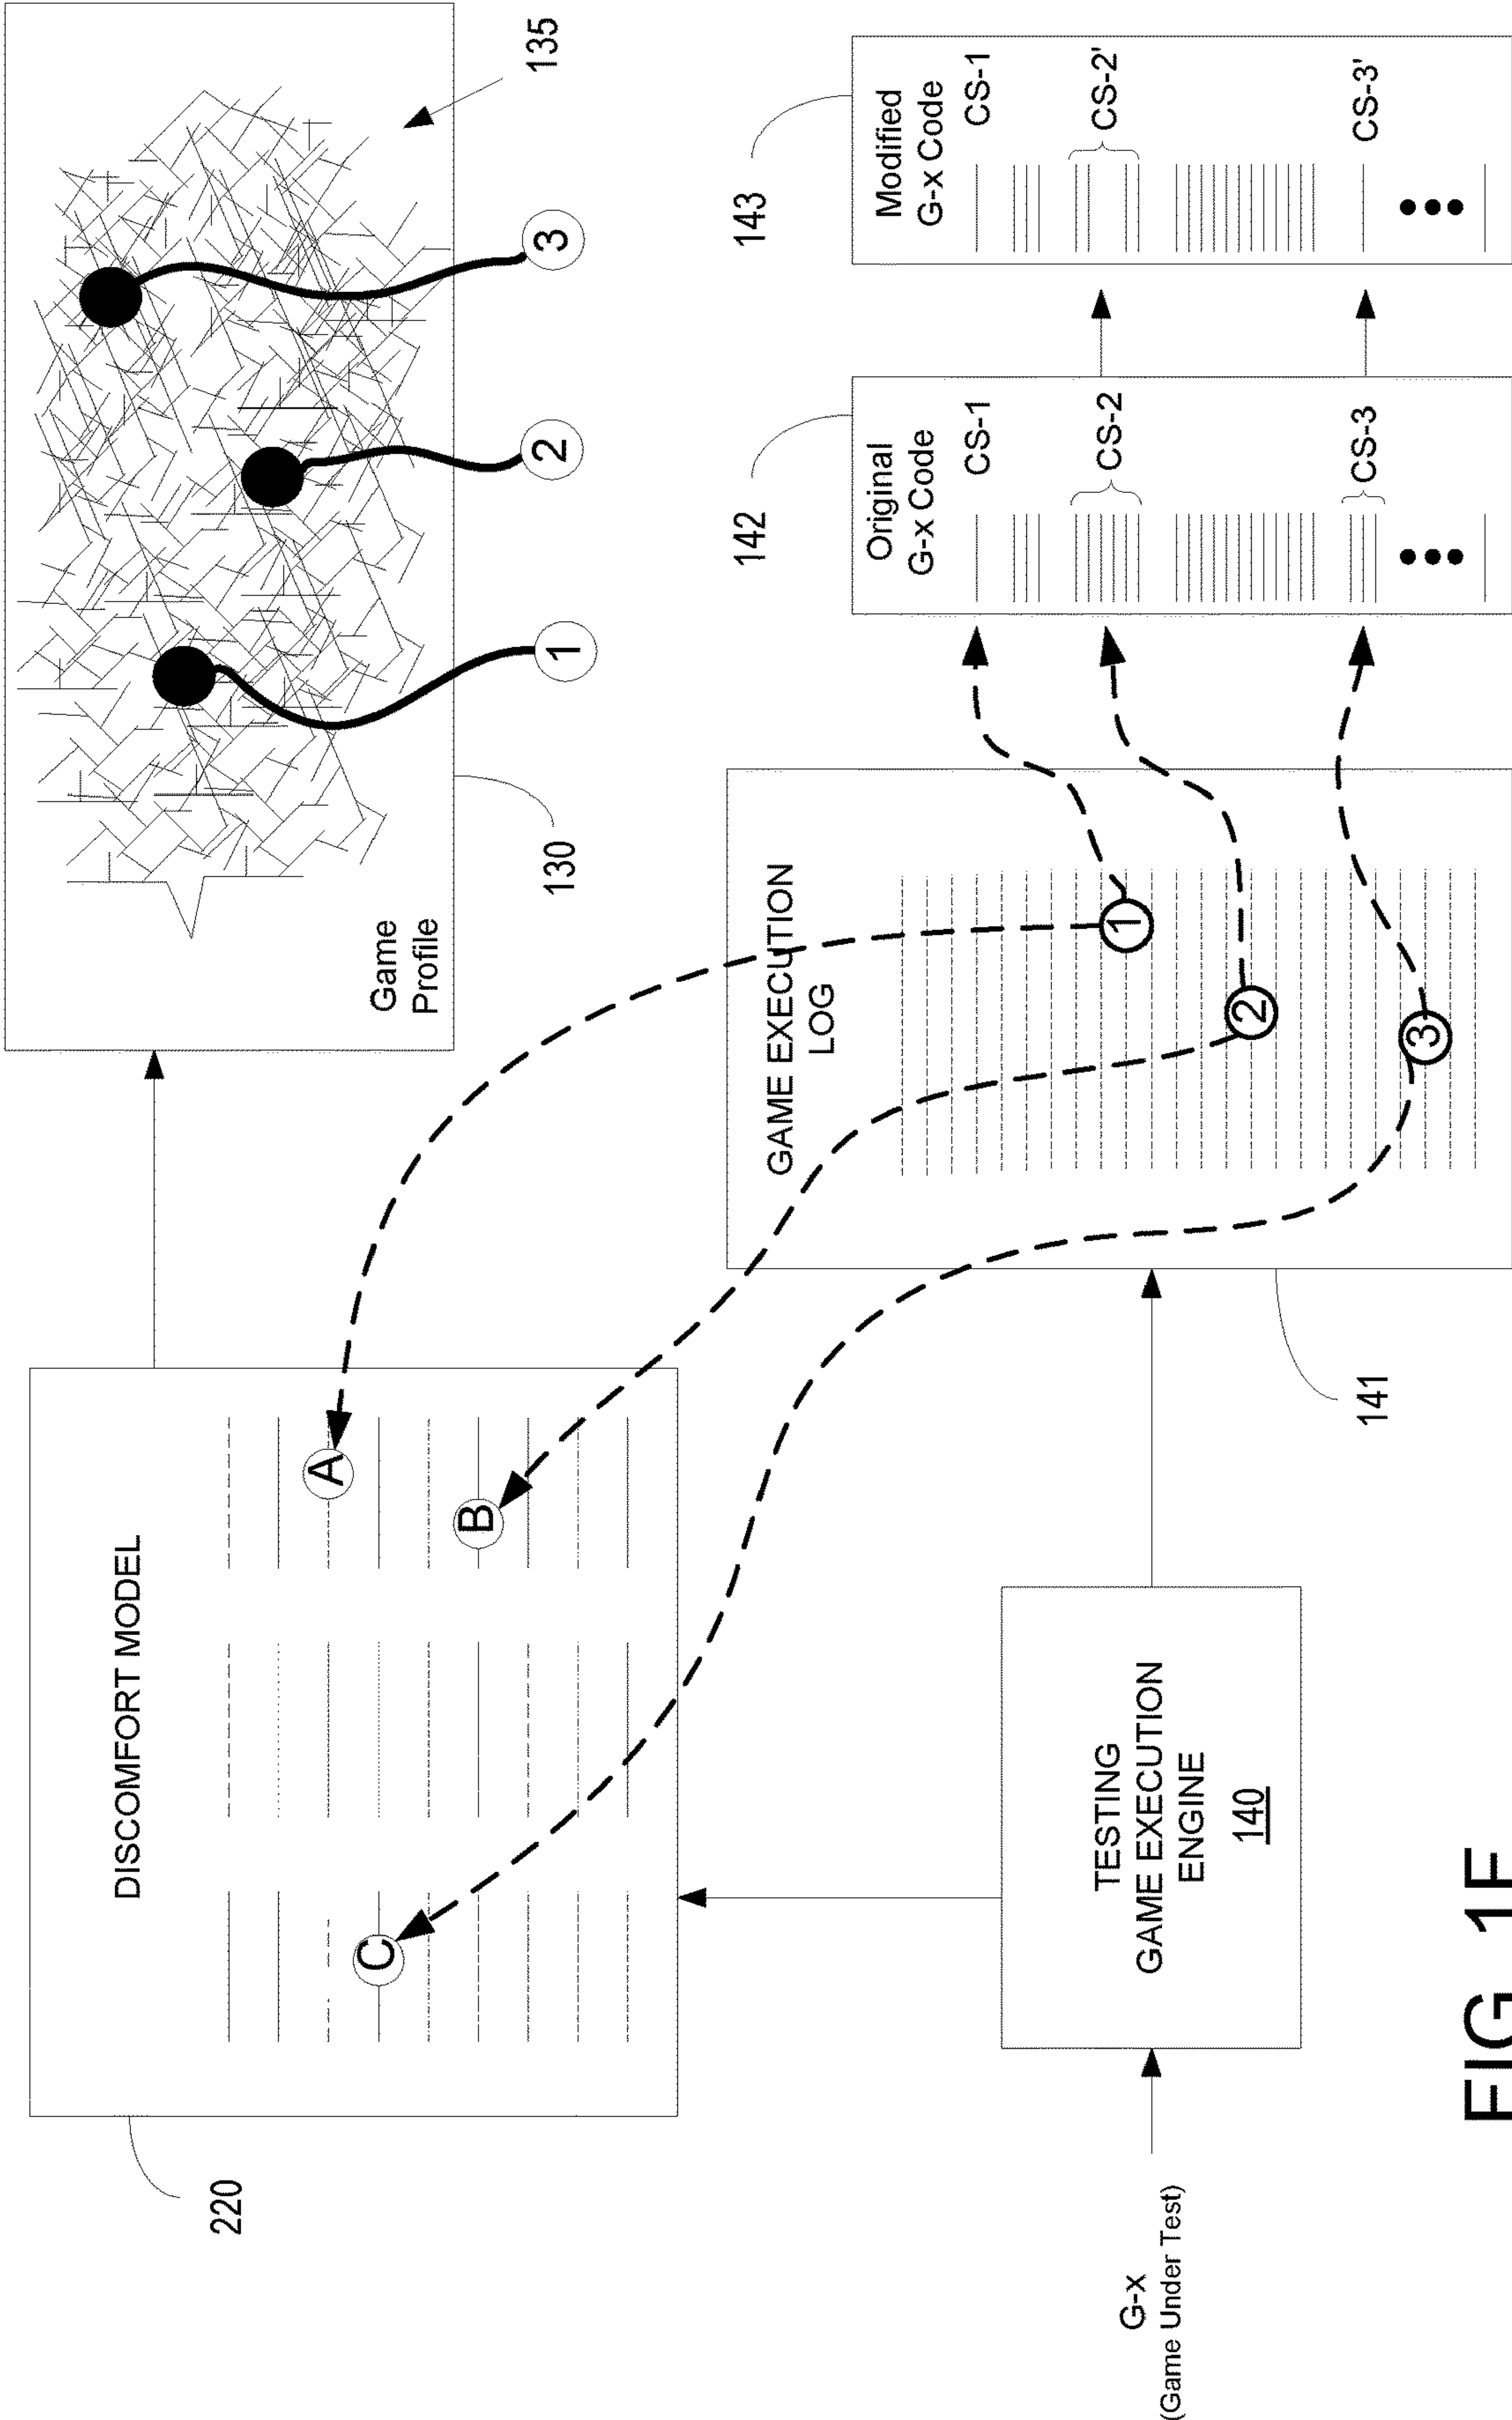 220
DISCOMFORT MODEL
C
A
B
Game
Profile
1
2
3
135
130
G-x
(Game Under Test)
TESTING
GAME EXECUTION
ENGINE
140
GAME EXECUTION
LOG
1
2
3
141
142
Original
G-x Code
CS-1
CS-2
CS-3
143
Modified
G-x Code
CS-1
CS-2'
CS-3'
FIG.